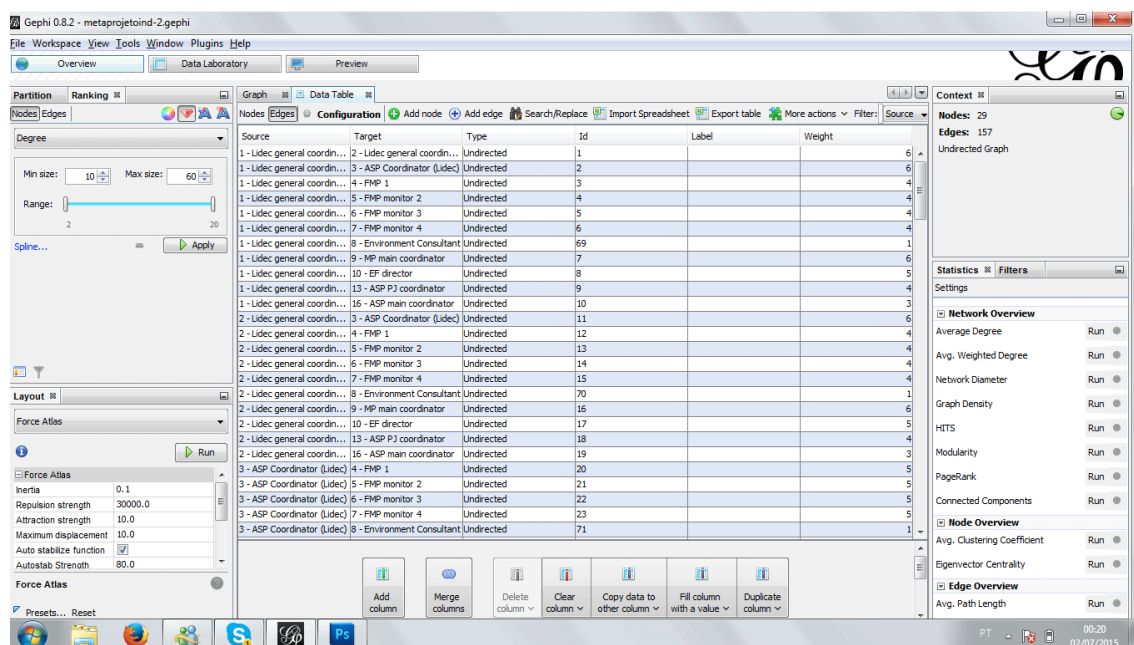 Gephi 0.8.2 - metaprojetoind-2.gephi
File Workspace View Tools Window Plugins Help
Overview Data Laboratory Preview
Partition Ranking
Nodes Edges
Degree
Min size: 10 Max size: 60
Range:
2 20
Spline... Apply
Layout
Force Atlas
Run
Force Atlas
Inertia 0.1
Repulsion strength 30000.0
Attraction strength 10.0
Maximum displacement 10.0
Auto stabilize function
Autostab Strength 80.0
Force Atlas
Presets... Reset
Graph Data Table
Nodes Edges Configuration Add node Add edge Search/Replace Import Spreadsheet Export table More actions Filter: Source
Source Target Type Id Label Weight
1 - Lidec general coordin... 2 - Lidec general coordin... Undirected 1 6
1 - Lidec general coordin... 3 - ASP Coordinator (Lidec) Undirected 2 6
1 - Lidec general coordin... 4 - FMP 1 Undirected 3 4
1 - Lidec general coordin... 5 - FMP monitor 2 Undirected 4 4
1 - Lidec general coordin... 6 - FMP monitor 3 Undirected 5 4
1 - Lidec general coordin... 7 - FMP monitor 4 Undirected 6 4
1 - Lidec general coordin... 8 - Environment Consultant Undirected 69 1
1 - Lidec general coordin... 9 - MP main coordinator Undirected 7 6
1 - Lidec general coordin... 10 - EF director Undirected 8 5
1 - Lidec general coordin... 13 - ASP PJ coordinator Undirected 9 4
1 - Lidec general coordin... 16 - ASP main coordinator Undirected 10 3
2 - Lidec general coordin... 3 - ASP Coordinator (Lidec) Undirected 11 6
2 - Lidec general coordin... 4 - FMP 1 Undirected 12 4
2 - Lidec general coordin... 5 - FMP monitor 2 Undirected 13 4
2 - Lidec general coordin... 6 - FMP monitor 3 Undirected 14 4
2 - Lidec general coordin... 7 - FMP monitor 4 Undirected 15 4
2 - Lidec general coordin... 8 - Environment Consultant Undirected 70 1
2 - Lidec general coordin... 9 - MP main coordinator Undirected 16 6
2 - Lidec general coordin... 10 - EF director Undirected 17 5
2 - Lidec general coordin... 13 - ASP PJ coordinator Undirected 18 4
2 - Lidec general coordin... 16 - ASP main coordinator Undirected 19 3
3 - ASP Coordinator (Lidec) 4 - FMP 1 Undirected 20 5
3 - ASP Coordinator (Lidec) 5 - FMP monitor 2 Undirected 21 5
3 - ASP Coordinator (Lidec) 6 - FMP monitor 3 Undirected 22 5
3 - ASP Coordinator (Lidec) 7 - FMP monitor 4 Undirected 23 5
3 - ASP Coordinator (Lidec) 8 - Environment Consultant Undirected 71 1
Add column
Merge columns
Delete column
Clear column
Copy data to other column
Fill column with a value
Duplicate column
Context
Nodes: 29
Edges: 157
Undirected Graph
Statistics Filters
Settings
Network Overview
Average Degree Run
Avg. Weighted Degree Run
Network Diameter Run
Graph Density Run
HITS Run
Modularity Run
PageRank Run
Connected Components Run
Node Overview
Avg. Clustering Coefficient Run
Eigenvector Centrality Run
Edge Overview
Avg. Path Length Run
Ps
PT 00:20
02/07/2015